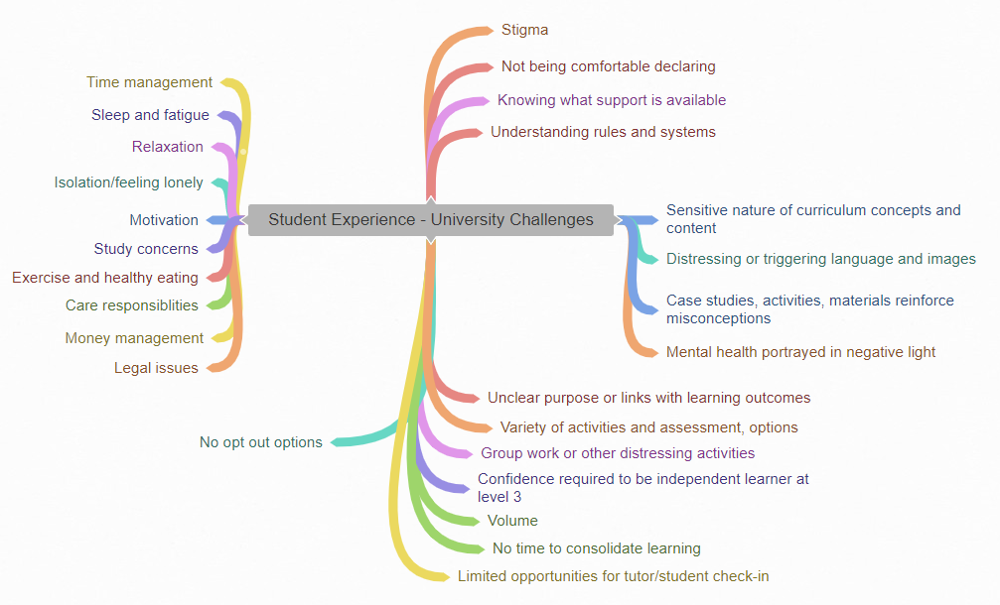 Stigma
Not being comfortable declaring
Knowing what support is available
Understanding rules and systems
Time management
Sleep and fatigue
Relaxation
Isolation/feeling lonely
Motivation
Study concerns
Exercise and healthy eating
Care responsiblities
Money management
Legal issues
Student Experience - University Challenges
Sensitive nature of curriculum concepts and
content
Distressing or triggering language and images
Case studies, activities, materials reinforce
misconceptions
Mental health portrayed in negative light
No opt out options
Unclear purpose or links with learning outcomes
Variety of activities and assessment, options
Group work or other distressing activities
Confidence required to be independent learner at
level 3
Volume
No time to consolidate learning
Limited opportunities for tutor/student check-in